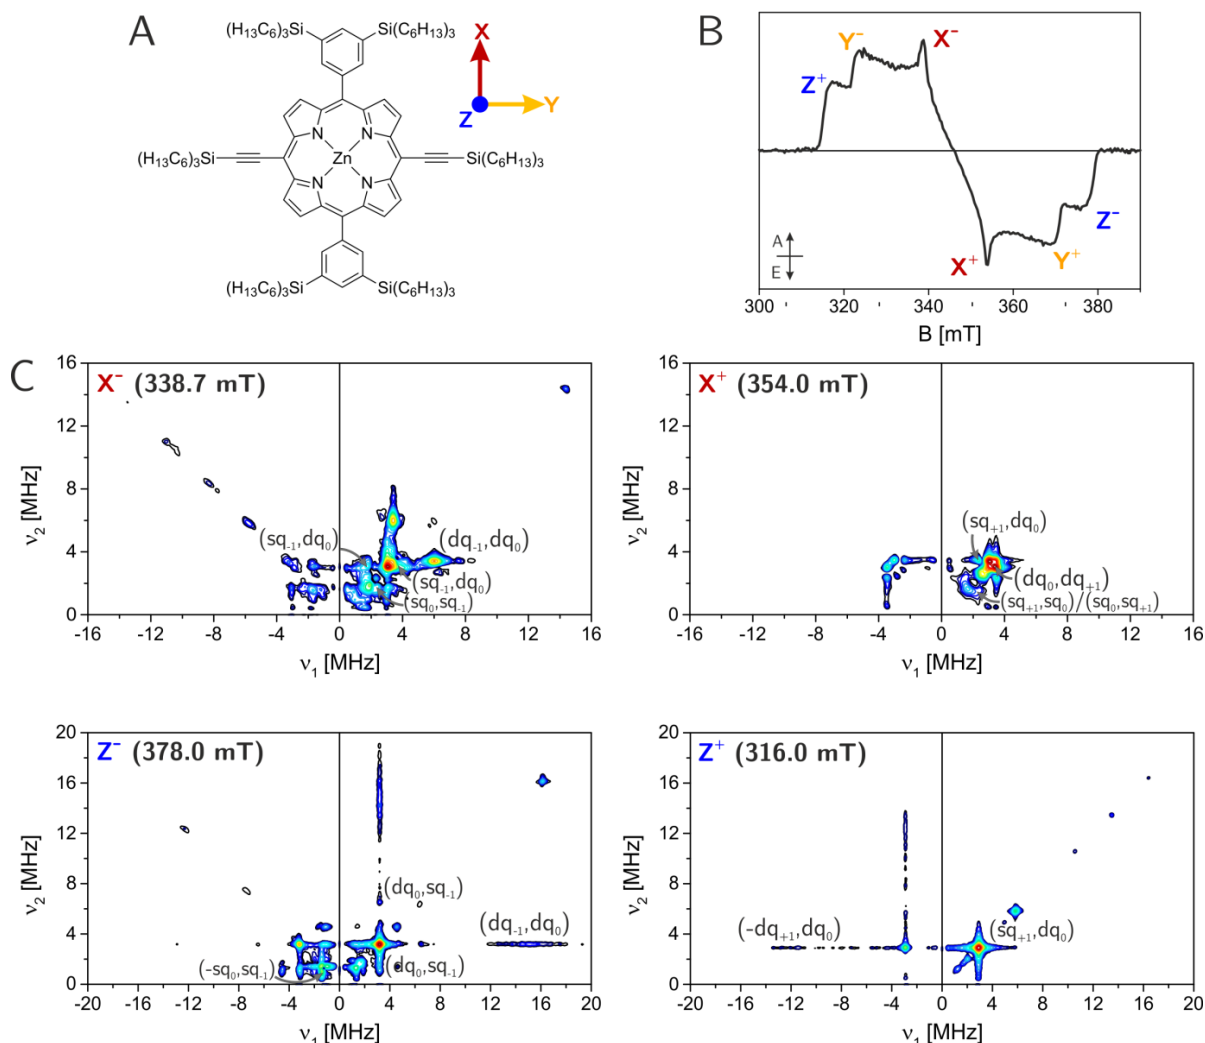 A
(H13C6)3Si Si(C6H13)3
X
Y
Z
N N
(H13C6)3Si Zn Si(C6H13)3
N N
(H13C6)3Si Si(C6H13)3
B
Z+ Y− X−
X+ Y+ Z−
A
E
300 320 340 360 380
B [mT]
C
X− (338.7 mT)
16
12
8
4
0
ν2 [MHz]
(sq−1,dq0) (dq−1,dq0)
(sq−1,dq0)
(sq0,sq−1)
-16 -12 -8 -4 0 4 8 12 16
ν1 [MHz]
X+ (354.0 mT)
16
12
8
4
0
ν2 [MHz]
(sq+1,dq0)
(dq0,dq+1)
(sq+1,sq0)/(sq0,sq+1)
-16 -12 -8 -4 0 4 8 12 16
ν1 [MHz]
Z− (378.0 mT)
20
16
12
8
4
0
ν2 [MHz]
(dq0,sq−1)
(dq−1,dq0)
(-sq0,sq−1) (dq0,sq−1)
-20 -16 -12 -8 -4 0 4 8 12 16 20
ν1 [MHz]
Z+ (316.0 mT)
20
16
12
8
4
0
ν2 [MHz]
(-dq+1,dq0) (sq+1,dq0)
-20 -16 -12 -8 -4 0 4 8 12 16 20
ν1 [MHz]